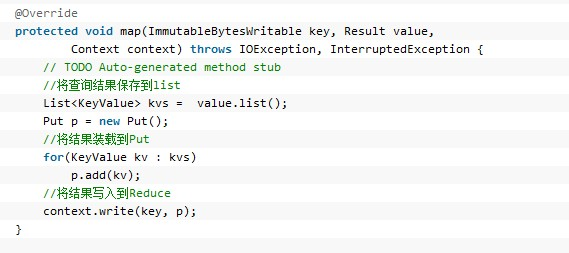 @Override
protected void map(ImmutableBytesWritable key, Result value,
        Context context) throws IOException, InterruptedException {
    // TODO Auto-generated method stub
    //将查询结果保存到list
    List<KeyValue> kvs =  value.list();
    Put p = new Put();
    //将结果装载到Put
    for(KeyValue kv : kvs)
        p.add(kv);
    //将结果写入到Reduce
    context.write(key, p);
}